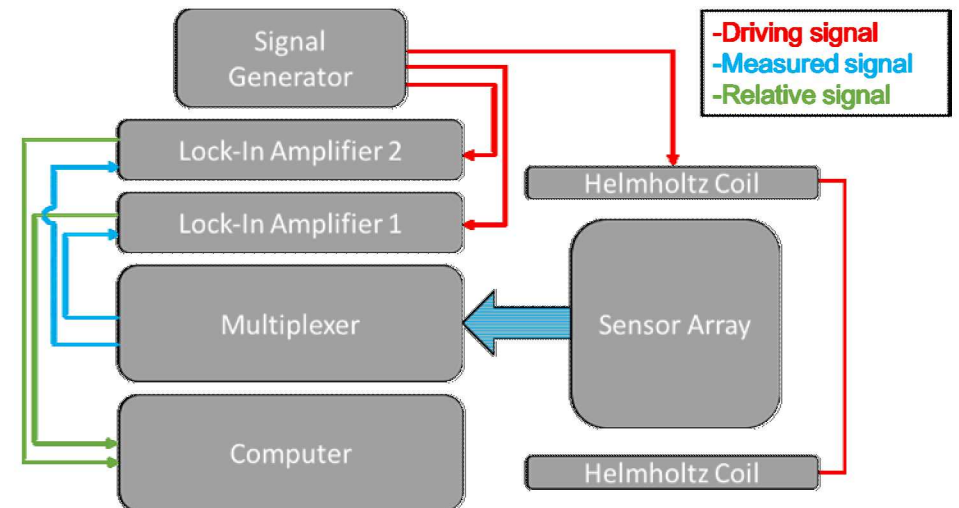 Signal
Generator
-Driving signal
-Measured signal
-Relative signal
Lock-In Amplifier 2
Helmholtz Coil
Lock-In Amplifier 1
Multiplexer
Sensor Array
Computer
Helmholtz Coil